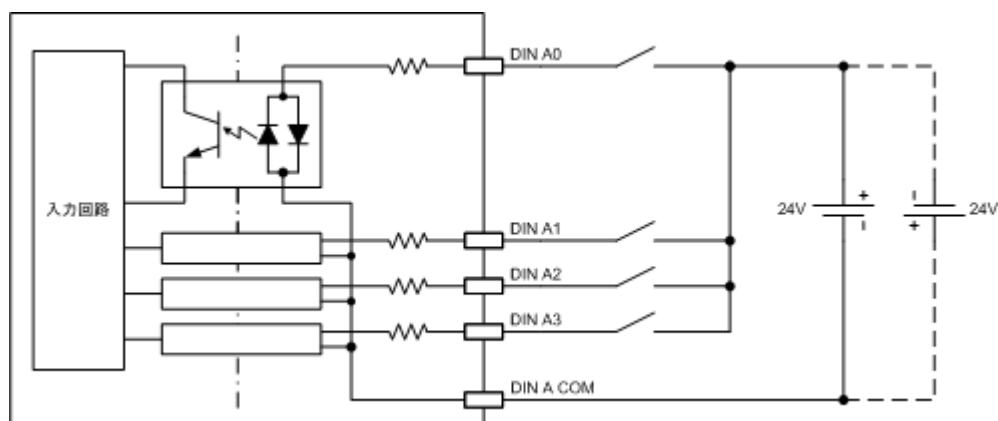 DIN A0
入力回路
24V
+
-
-
+
24V
DIN A1
DIN A2
DIN A3
DIN A COM